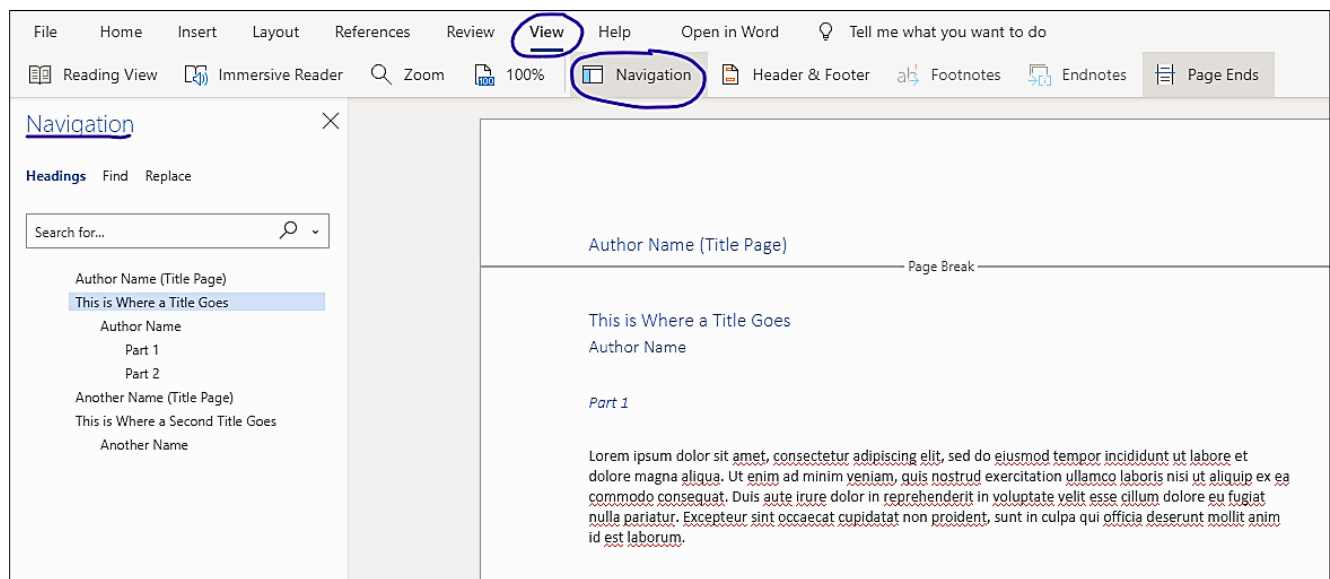 File Home Insert Layout References Review View Help Open in Word Tell me what you want to do
Reading View Immersive Reader Zoom 100 100% Navigation Header & Footer ab Footnotes [i] Endnotes Page Ends
Navigation
Headings Find Replace
Search for...
Author Name (Title Page)
This is Where a Title Goes
Author Name
Part 1
Part 2
Another Name (Title Page)
This is Where a Second Title Goes
Another Name
Author Name (Title Page)
Page Break
This is Where a Title Goes
Author Name
Part 1
Lorem ipsum dolor sit amet, consectetur adipiscing elit, sed do eiusmod tempor incididunt ut labore et
dolore magna aliqua. Ut enim ad minim veniam, quis nostrud exercitation ullamco laboris nisi ut aliquip ex ea
commodo consequat. Duis aute irure dolor in reprehenderit in voluptate velit esse cillum dolore eu fugiat
nulla pariatur. Excepteur sint occaecat cupidatat non proident, sunt in culpa qui officia deserunt mollit anim
id est laborum.